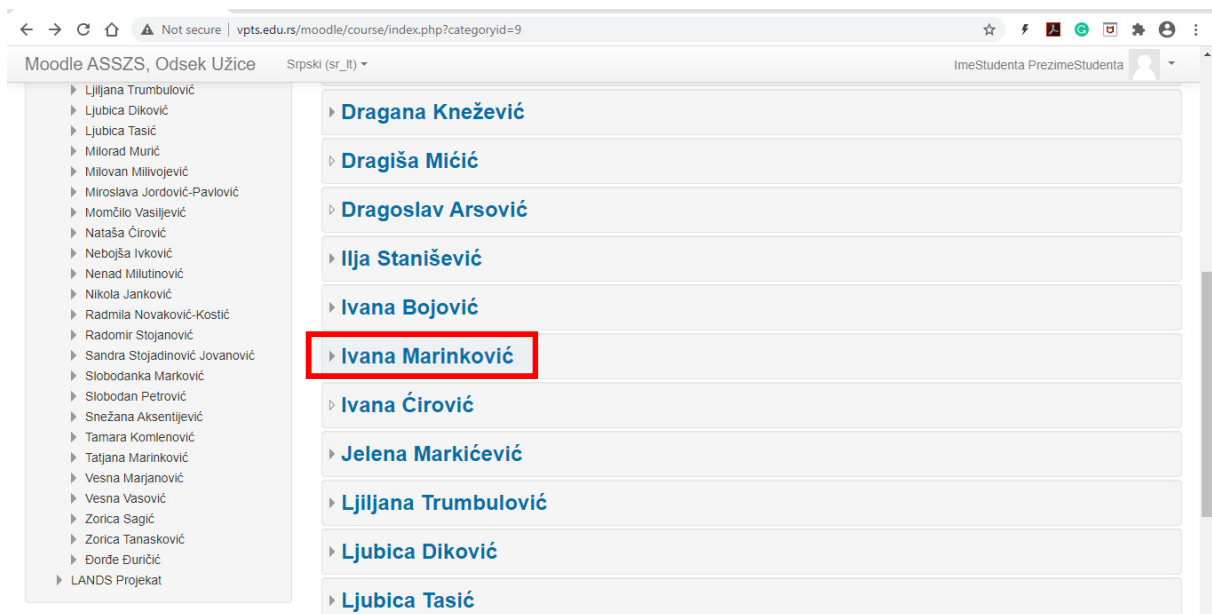 Not secure | vpts.edu.rs/moodle/course/index.php?categoryid=9
Moodle ASSZS, Odsek Užice
Srpski (sr_lt)
ImeStudenta PrezimeStudenta
Ljiljana Trumbulović
Ljubica Diković
Ljubica Tasić
Milorad Murić
Milovan Milivojević
Miroslava Jordović-Pavlović
Momčilo Vasiljević
Nataša Ćirović
Nebojša Ivković
Nenad Milutinović
Nikola Janković
Radmila Novaković-Kostić
Radomir Stojanović
Sandra Stojadinović Jovanović
Slobodanka Marković
Slobodan Petrović
Snežana Aksentijević
Tamara Komlenović
Tatjana Marinković
Vesna Marjanović
Vesna Vasović
Zorica Sagić
Zorica Tanasković
Đorđe Đuričić
LANDS Projekat
Dragana Knežević
Dragiša Mićić
Dragoslav Arsović
Ilja Stanišević
Ivana Bojović
Ivana Marinković
Ivana Ćirović
Jelena Markićević
Ljiljana Trumbulović
Ljubica Diković
Ljubica Tasić